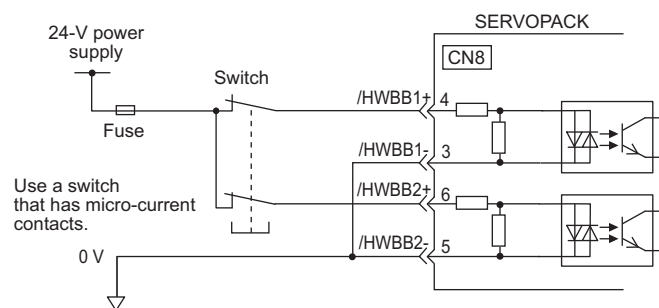 SERVOPACK
24-V power
supply
CN8
Switch
/HWBB1+ 4
Fuse
/HWBB1- 3
Use a switch
that has micro-current
contacts.
/HWBB2+ 6
0 V
/HWBB2- 5